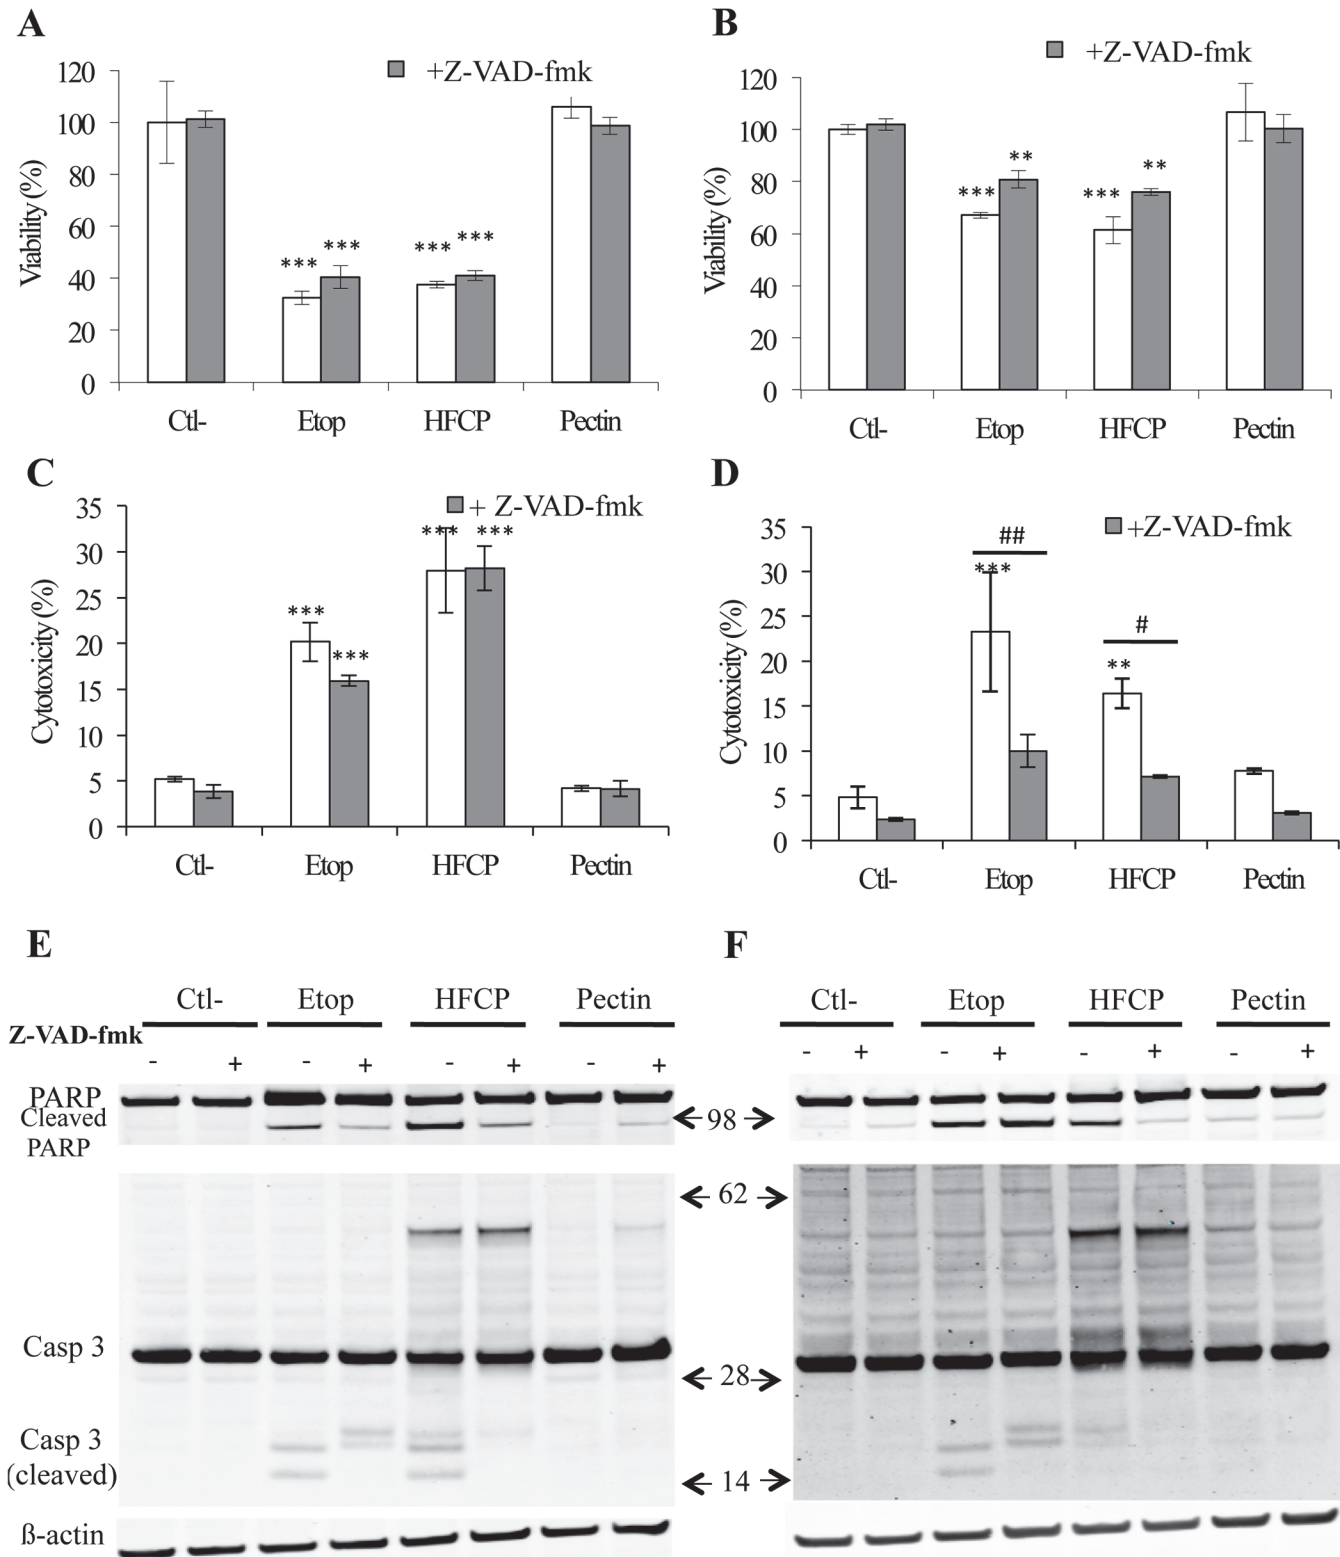 A
+Z-VAD-fmk
Viability (%)
120
100
80
60
40
20
0
*** *** *** ***
Ctl- Etop HFCP Pectin
B
+Z-VAD-fmk
Viability (%)
120
100
80
60
40
20
0
*** ** *** **
Ctl- Etop HFCP Pectin
C
+ Z-VAD-fmk
Cytotoxicity (%)
35
30
25
20
15
10
5
0
*** *** *** ***
Ctl- Etop HFCP Pectin
D
+Z-VAD-fmk
Cytotoxicity (%)
35
30
25
20
15
10
5
0
## #
*** **
Ctl- Etop HFCP Pectin
E
Ctl- Etop HFCP Pectin
Z-VAD-fmk
- + - + - + - +
PARP
Cleaved
PARP
Casp 3
Casp 3
(cleaved)
ß-actin
98
62
28
14
F
Ctl- Etop HFCP Pectin
- + - + - + - +